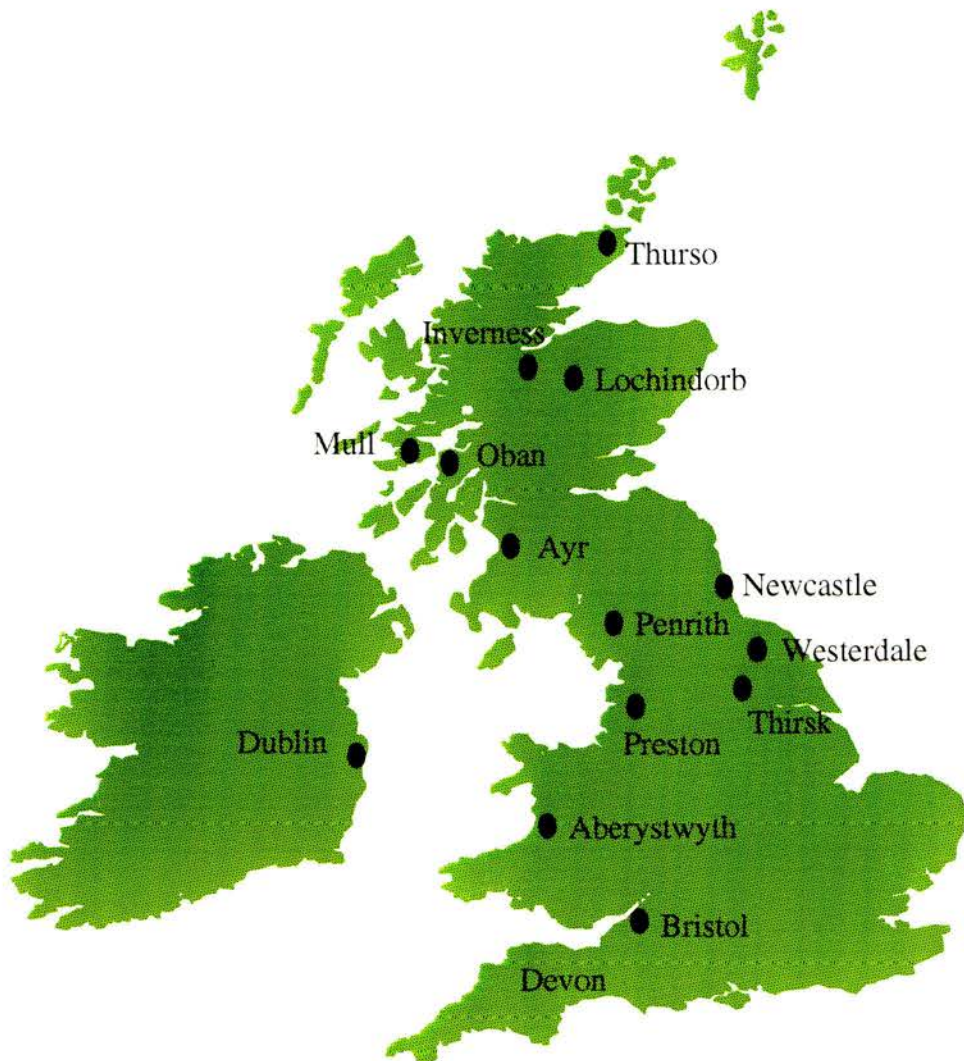 Thurso
Inverness
Lochindorb
Mull
Oban
Ayr
Newcastle
Penrith
Westerdale
Thirsk
Dublin
Preston
Aberystwyth
Bristol
Devon